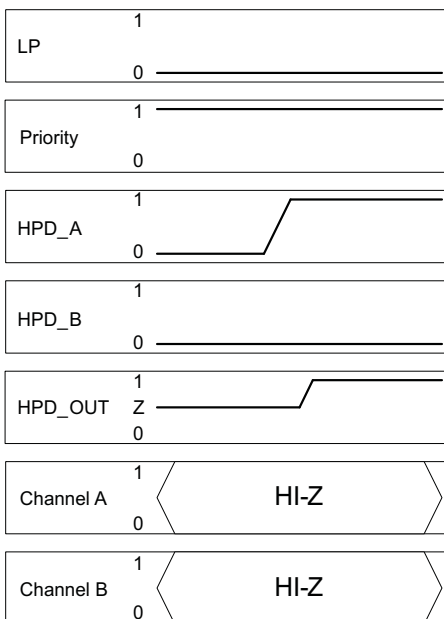 1
LP
0
1
Priority
0
1
HPD_A
0
1
HPD_B
0
1
HPD_OUT Z
0
1
Channel A HI-Z
0
1
Channel B HI-Z
0